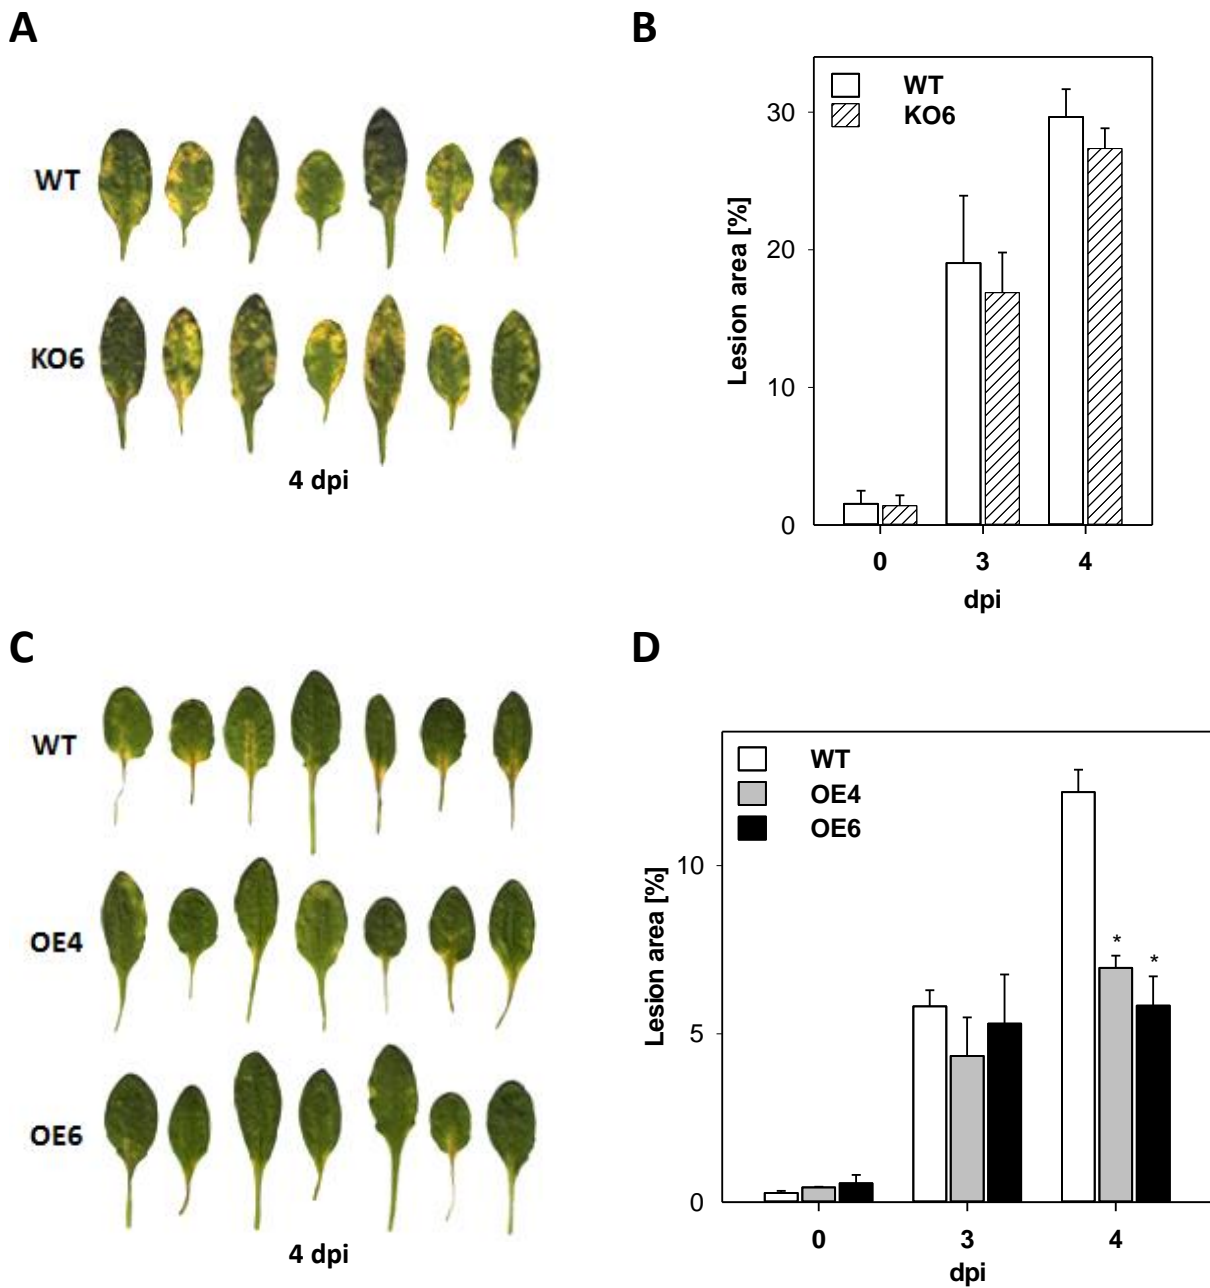 A
WT
KO6
4 dpi
B
WT
KO6
30
20
10
0
Lesion area [%]
0 3 4
dpi
C
WT
OE4
OE6
4 dpi
D
WT
OE4
OE6
10
5
0
Lesion area [%]
* *
0 3 4
dpi